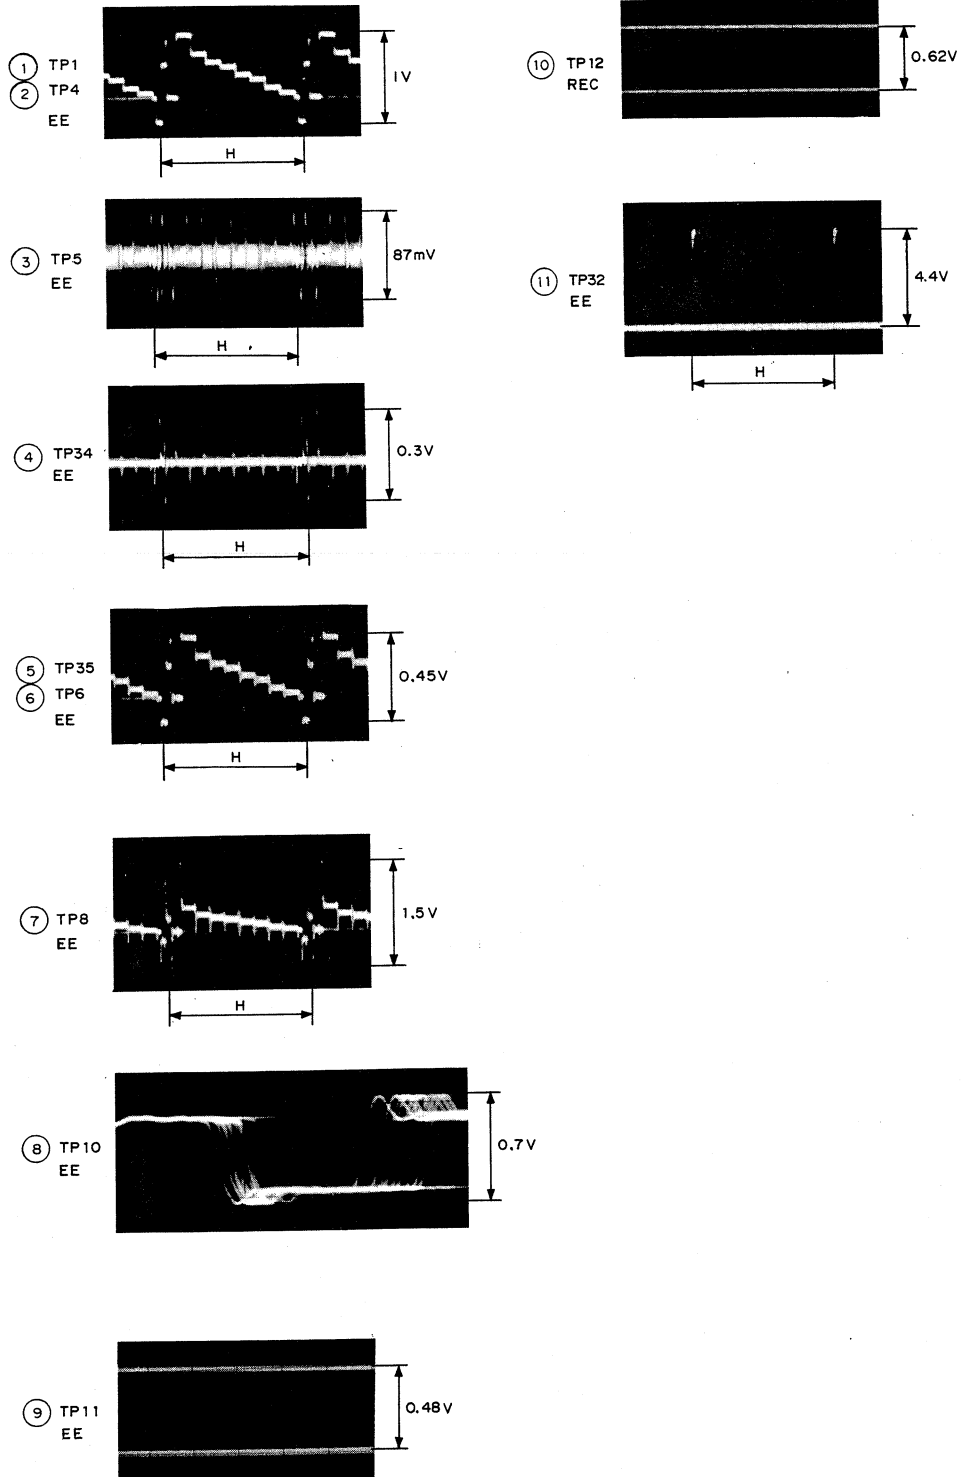 1 TP1
2 TP4
EE
1V
H
3 TP5
EE
87mV
H
4 TP34
EE
0.3V
H
5 TP35
6 TP6
EE
0.45V
H
7 TP8
EE
1.5V
H
8 TP10
EE
0.7V
9 TP11
EE
0.48V
10 TP12
REC
0.62V
11 TP32
EE
4.4V
H